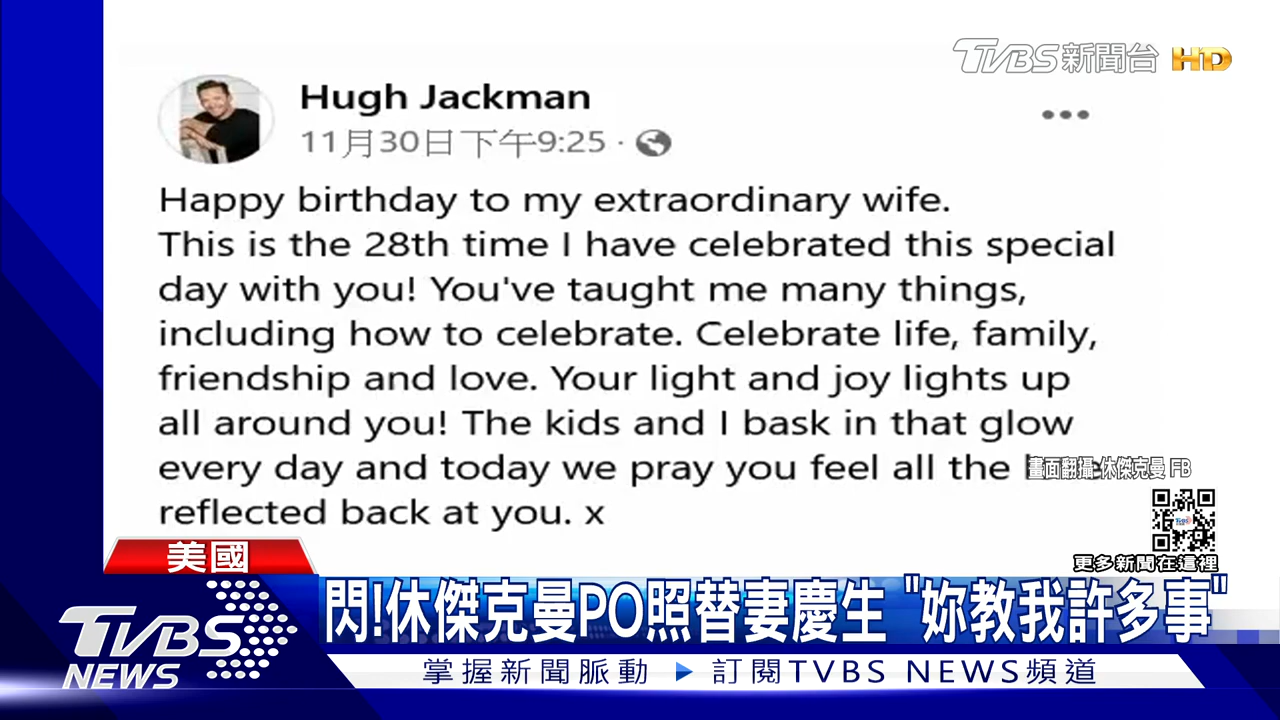 TVBS新聞台 HD
Hugh Jackman
11月30日下午9:25 ·
Happy birthday to my extraordinary wife.
This is the 28th time I have celebrated this special
day with you! You've taught me many things,
including how to celebrate. Celebrate life, family,
friendship and love. Your light and joy lights up
all around you! The kids and I bask in that glow
every day and today we pray you feel all the
畫面翻攝 休傑克曼 FB
reflected back at you. x
更多新聞在這裡
美國
閃!休傑克曼PO照替妻慶生 "妳教我許多事"
TVBS
NEWS
掌握新聞脈動 ▶ 訂閱TVBS NEWS頻道